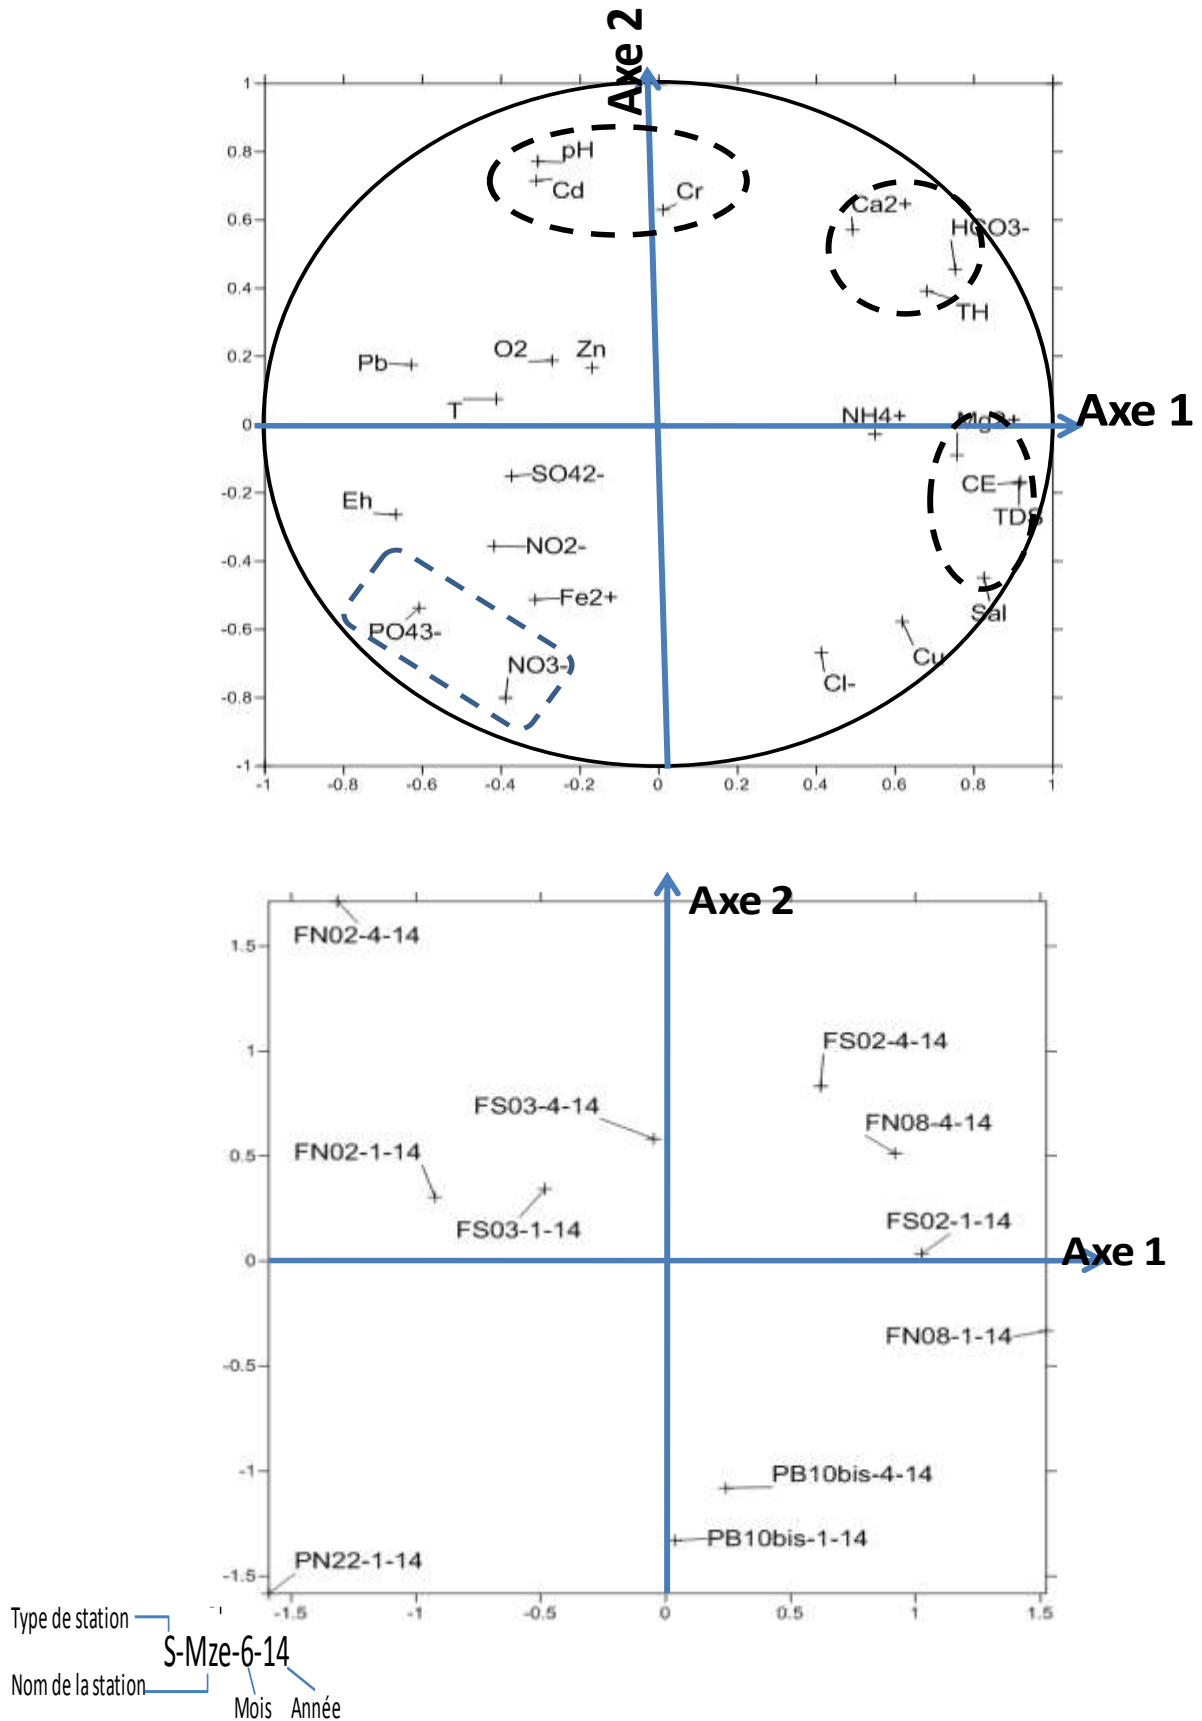 Axe 2
1
0.8
0.6
0.4
0.2
0
-0.2
-0.4
-0.6
-0.8
-1
pH
Cd
Cr
Ca2+
HCO3-
TH
Pb
O2
Zn
T
NH4+
Mg2+
Axe 1
SO42-
CE
TDS
Eh
NO2-
Fe2+
Sal
PO43-
NO3-
Cu
Cl-
-1 -0.8 -0.6 -0.4 -0.2 0 0.2 0.4 0.6 0.8 1
Axe 2
1.5
1
0.5
0
-0.5
-1
-1.5
FN02-4-14
FS02-4-14
FS03-4-14
FN08-4-14
FN02-1-14
FS03-1-14
FS02-1-14
Axe 1
FN08-1-14
PB10bis-4-14
PB10bis-1-14
PN22-1-14
-1.5 -1 -0.5 0 0.5 1 1.5
Type de station
S-Mze-6-14
Nom de la station
Mois Année